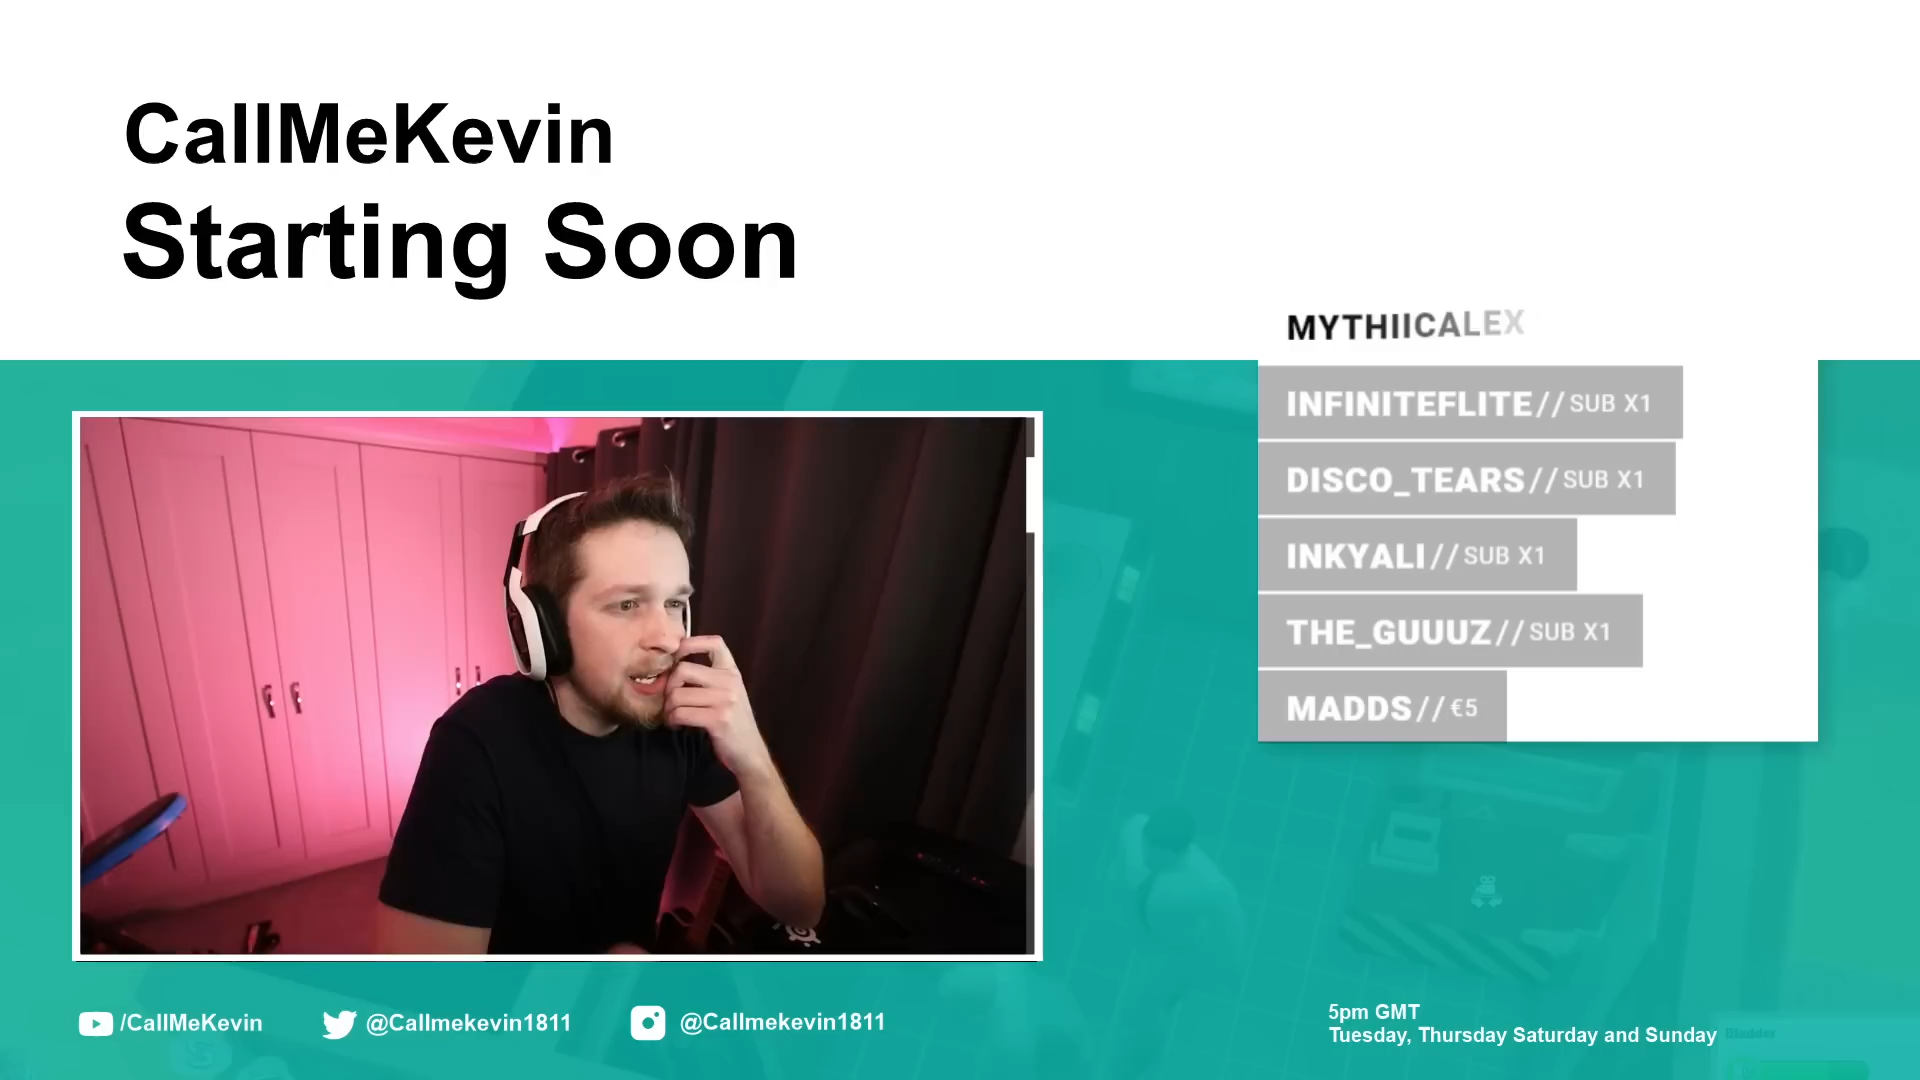 CallMeKevin
Starting Soon
MYTHIICALEX
INFINITEFLITE//SUB X1
DISCO_TEARS//SUB X1
INKYALI//SUB X1
THE_GUUUZ//SUB X1
MADDS//€5
/CallMeKevin
@Callmekevin1811
@Callmekevin1811
5pm GMT
Tuesday, Thursday Saturday and Sunday
Bladder